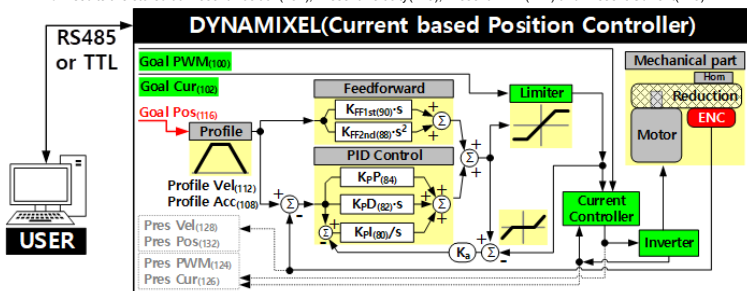 DYNAMIXEL(Current based Position Controller)
RS485
or TTL
USER
Goal PWM(100)
Goal Cur(102)
Goal Pos(116)
Profile
Profile Vel(112)
Profile Acc(108)
Pres Vel(128)
Pres Pos(132)
Pres PWM(124)
Pres Cur(126)
Feedforward
KFF1st(90)·s
KFF2nd(88)·s²
Σ
PID Control
KPP(84)
KPD(82)·s
KPI(80)/s
Σ
Σ
Σ
Σ
Ka
Σ
Limiter
Current
Controller
Inverter
Mechanical part
Horn
Reduction
ENC
Motor